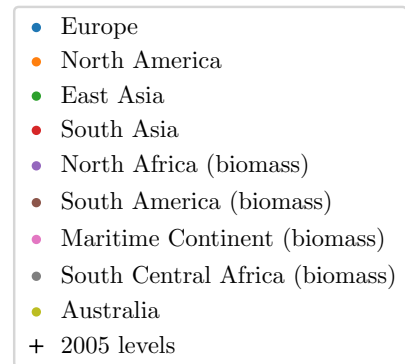 Europe
North America
East Asia
South Asia
North Africa (biomass)
South America (biomass)
Maritime Continent (biomass)
South Central Africa (biomass)
Australia
+ 2005 levels